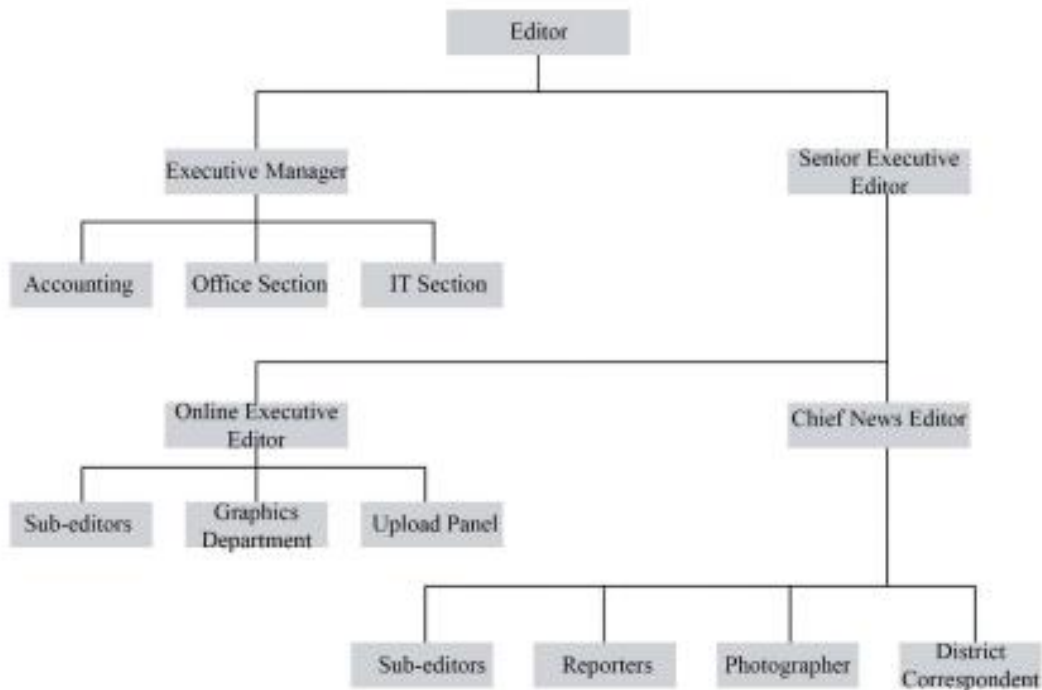 Editor
Executive Manager
Senior Executive
Editor
Accounting
Office Section
IT Section
Online Executive
Editor
Chief News Editor
Sub-editors
Graphics
Department
Upload Panel
Sub-editors
Reporters
Photographer
District
Correspondent